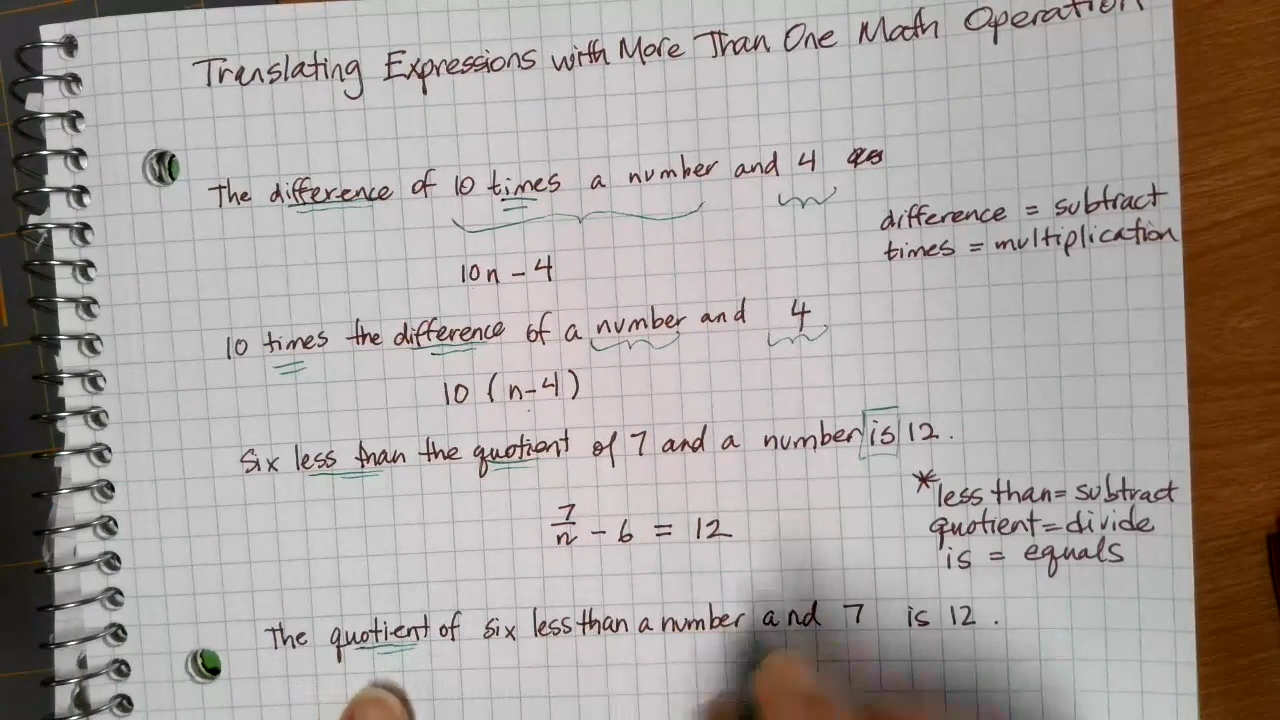 Translating Expressions with More Than One Math Operation
The difference of 10 times a number and 4
difference = subtract
times = multiplication
10n - 4
10 times the difference of a number and 4
10 (n-4)
Six less than the quotient of 7 and a number is 12.
*less than = subtract
quotient = divide
is = equals
7/n - 6 = 12
The quotient of six less than a number and 7 is 12.